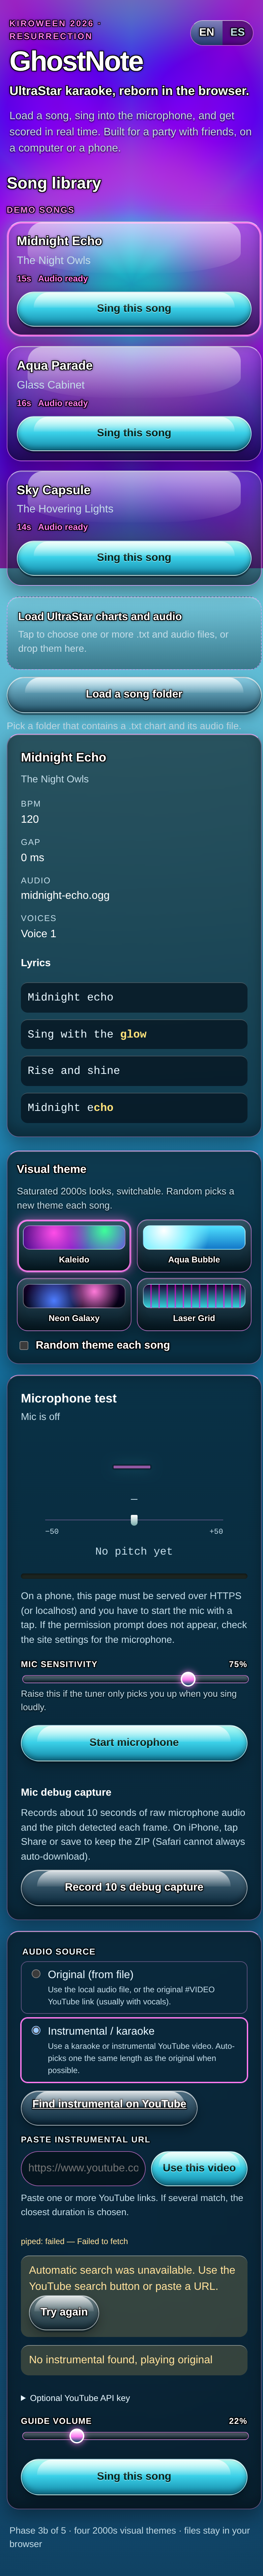 KIROWEEN 2026 ·
RESURRECTION
EN
ES
GhostNote
UltraStar karaoke, reborn in the browser.
Load a song, sing into the microphone, and get
scored in real time. Built for a party with friends, on
a computer or a phone.
Song library
DEMO SONGS
Midnight Echo
The Night Owls
15s Audio ready
Sing this song
Aqua Parade
Glass Cabinet
16s Audio ready
Sing this song
Sky Capsule
The Hovering Lights
14s Audio ready
Sing this song
Load UltraStar charts and audio
Tap to choose one or more .txt and audio files, or
drop them here.
Load a song folder
Pick a folder that contains a .txt chart and its audio file.
Midnight Echo
The Night Owls
BPM
120
GAP
0 ms
AUDIO
midnight-echo.ogg
VOICES
Voice 1
Lyrics
Midnight echo
Sing with the glow
Rise and shine
Midnight echo
Visual theme
Saturated 2000s looks, switchable. Random picks a
new theme each song.
Kaleido
Aqua Bubble
Neon Galaxy
Laser Grid
Random theme each song
Microphone test
Mic is off
—
−50
+50
No pitch yet
On a phone, this page must be served over HTTPS
(or localhost) and you have to start the mic with a
tap. If the permission prompt does not appear, check
the site settings for the microphone.
MIC SENSITIVITY
75%
Raise this if the tuner only picks you up when you sing
loudly.
Start microphone
Mic debug capture
Records about 10 seconds of raw microphone audio
and the pitch detected each frame. On iPhone, tap
Share or save to keep the ZIP (Safari cannot always
auto-download).
Record 10 s debug capture
AUDIO SOURCE
Original (from file)
Use the local audio file, or the original #VIDEO
YouTube link (usually with vocals).
Instrumental / karaoke
Use a karaoke or instrumental YouTube video. Auto-
picks one the same length as the original when
possible.
Find instrumental on YouTube
PASTE INSTRUMENTAL URL
https://www.youtube.cc
Use this video
Paste one or more YouTube links. If several match, the
closest duration is chosen.
piped: failed — Failed to fetch
Automatic search was unavailable. Use the
YouTube search button or paste a URL.
Try again
No instrumental found, playing original
Optional YouTube API key
GUIDE VOLUME
22%
Sing this song
Phase 3b of 5 · four 2000s visual themes · files stay in your
browser